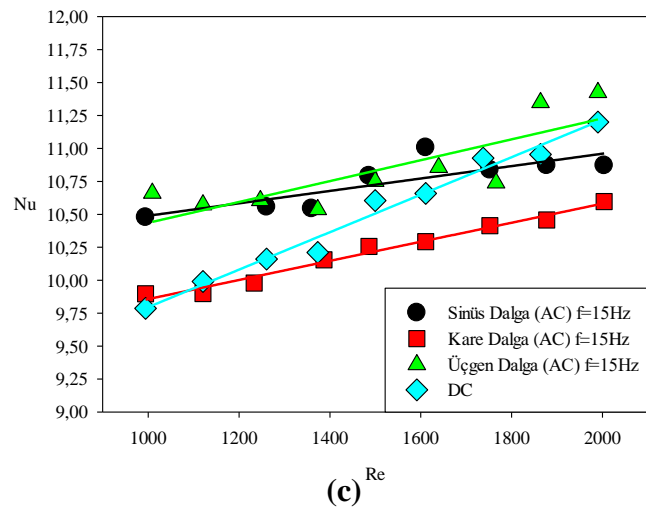 12,00
11,75
11,50
11,25
11,00
10,75
Nu
10,50
10,25
10,00
9,75
9,50
9,25
9,00
Sinüs Dalga (AC) f=15Hz
Kare Dalga (AC) f=15Hz
Üçgen Dalga (AC) f=15Hz
DC
1000 1200 1400 1600 1800 2000
Re
(c)